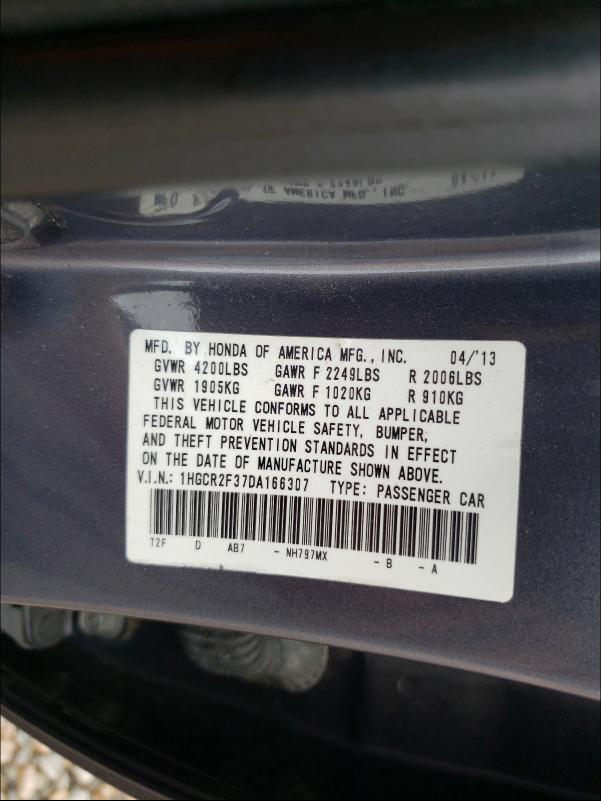 MFD. BY HONDA OF AMERICA MFG., INC. 04/'13
GVWR 4200LBS GAWR F 2249LBS R 2006LBS
GVWR 1905KG GAWR F 1020KG R 910KG
THIS VEHICLE CONFORMS TO ALL APPLICABLE
FEDERAL MOTOR VEHICLE SAFETY, BUMPER,
AND THEFT PREVENTION STANDARDS IN EFFECT
ON THE DATE OF MANUFACTURE SHOWN ABOVE.
V.I.N.: 1HGCR2F37DA166307 TYPE: PASSENGER CAR
T2F D AB7 - NH797MX - B - A